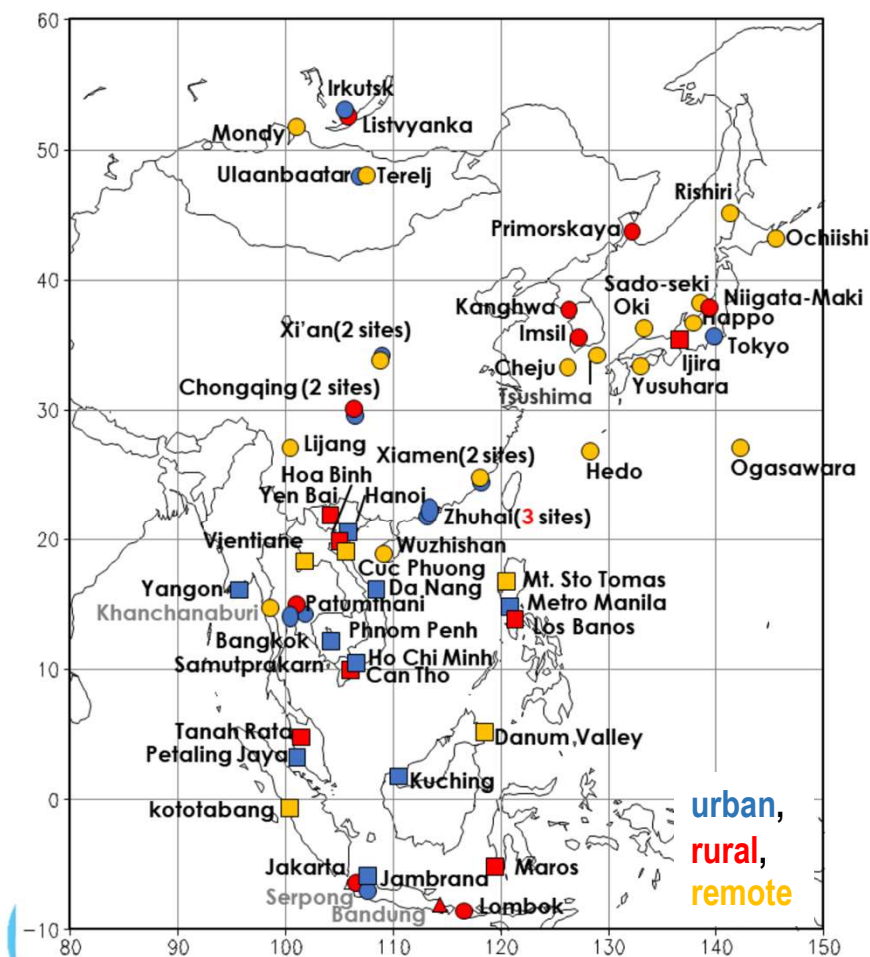 60
Irkutsk
Listvyanka
Mondy
50
Ulaanbaatar
Terelj
Rishiri
Primorskaya
Ochiishi
40
Sado-seki
Kanghwa
Oki
Niigata-Maki
Happo
Xi'an(2 sites)
Imsil
Tokyo
Ijira
Cheju
Yusuhara
Chongqing (2 sites)
Tsushima
30
Lijang
Xiamen(2 sites)
Hedo
Ogasawara
Hoa Binh
Yen Bai
Hanoi
Zhuhai(3 sites)
20
Vientiane
Wuzhishan
Cuc Phuong
Mt. Sto Tomas
Yangon
Da Nang
Metro Manila
Khanchanaburi
Patumthani
Los Banos
Bangkok
Phnom Penh
Samutprakarn
Ho Chi Minh
10
Can Tho
Tanah Rata
Danum,Valley
Petaling Jaya
Kuching
0
kototabang
urban,
rural,
remote
Jakarta
Jambrana
Maros
Serpong
Bandung
Lombok
-10
80 90 100 110 120 130 140 150